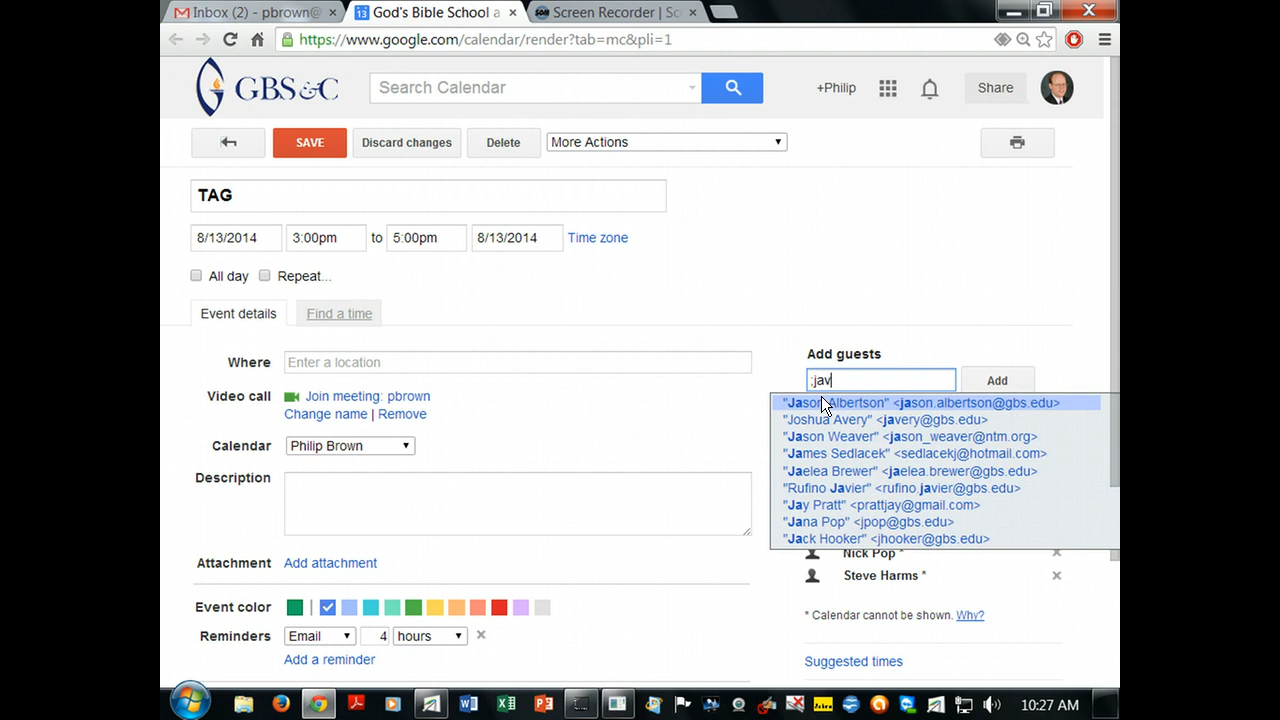 Inbox (2) - pbrown@
God's Bible School a
Screen Recorder | Sc
https://www.google.com/calendar/render?tab=mc&pli=1
GBS&C
Search Calendar
+Philip
Share
SAVE
Discard changes
Delete
More Actions
TAG
8/13/2014 3:00pm to 5:00pm 8/13/2014 Time zone
All day Repeat...
Event details Find a time
Where Enter a location
Video call Join meeting: pbrown
Change name | Remove
Calendar Philip Brown
Description
Attachment Add attachment
Event color
Reminders Email 4 hours
Add a reminder
Add guests
;jav Add
"Jason Albertson" <jason.albertson@gbs.edu>
"Joshua Avery" <javery@gbs.edu>
"Jason Weaver" <jason_weaver@ntm.org>
"James Sedlacek" <sedlacekj@hotmail.com>
"Jaelea Brewer" <jaelea.brewer@gbs.edu>
"Rufino Javier" <rufino.javier@gbs.edu>
"Jay Pratt" <prattjay@gmail.com>
"Jana Pop" <jpop@gbs.edu>
"Jack Hooker" <jhooker@gbs.edu>
Nick Pop *
Steve Harms *
* Calendar cannot be shown. Why?
Suggested times
10:27 AM